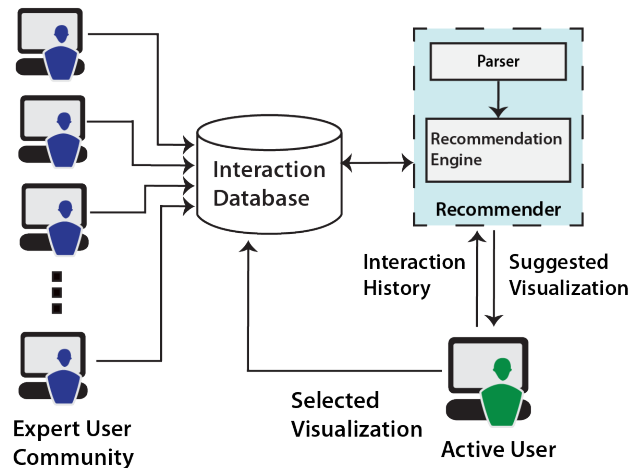 Parser
Recommendation
Engine
Recommender
Interaction
Database
Interaction
History
Suggested
Visualization
Selected
Visualization
Expert User
Community
Active User